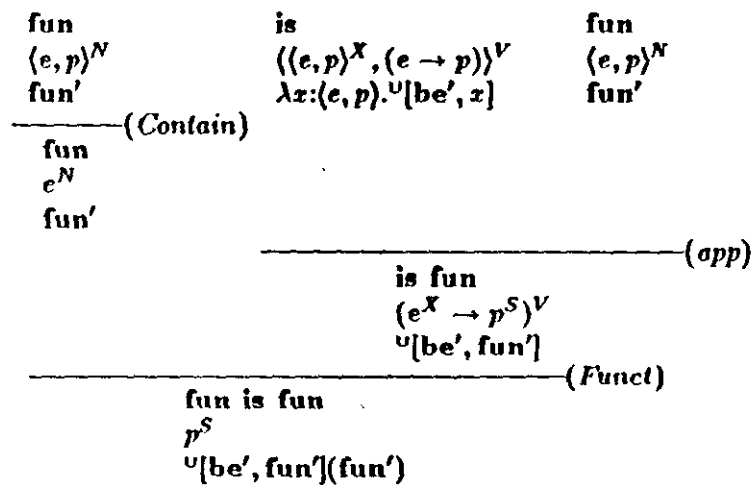 fun is fun
⟨e, p⟩^N ⟨⟨e, p⟩^X, (e → p)⟩^V ⟨e, p⟩^N
fun′ λx:⟨e, p⟩.^∪[be′, x] fun′
(Contain)
fun
e^N
fun′
(app)
is fun
(e^X → p^S)^V
^∪[be′, fun′]
(Funct)
fun is fun
p^S
^∪[be′, fun′](fun′)